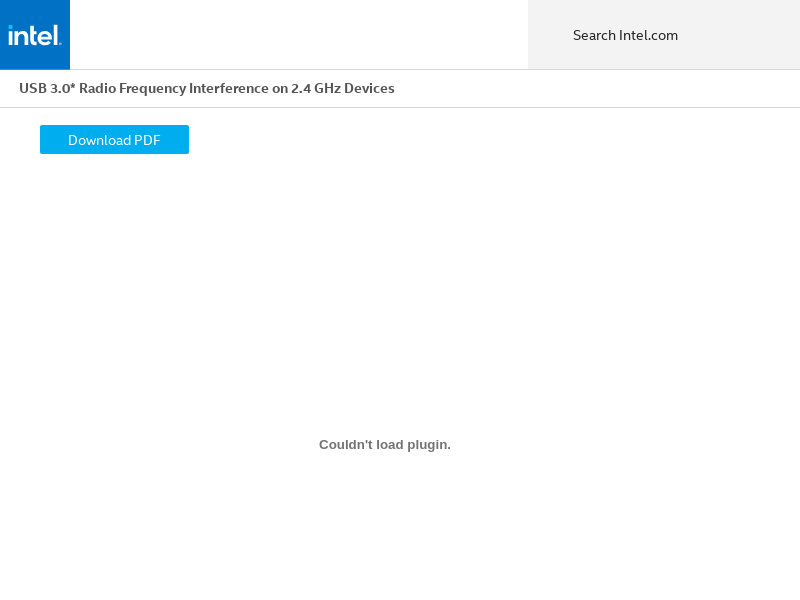 intel.
Search Intel.com
USB 3.0* Radio Frequency Interference on 2.4 GHz Devices
Download PDF
Couldn't load plugin.